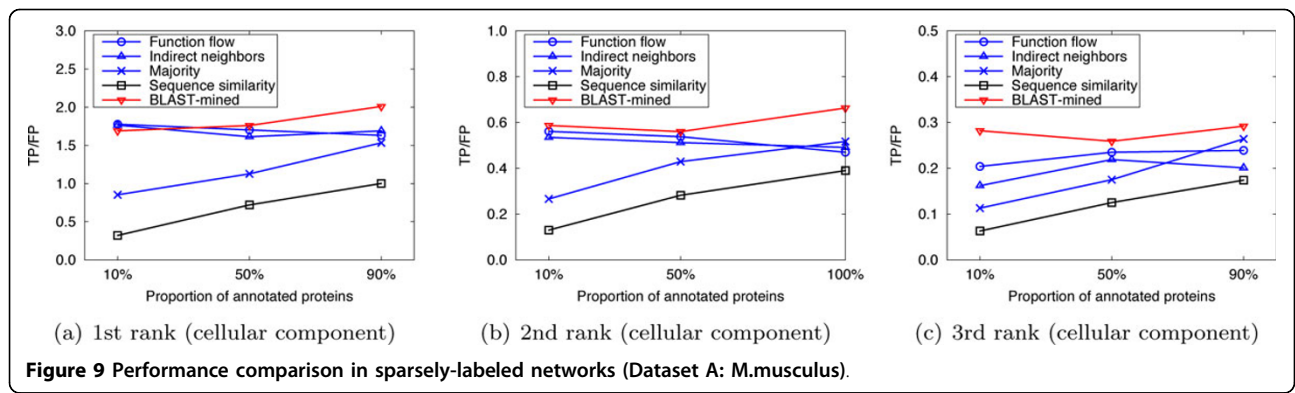 3.0
2.5
2.0
1.5
1.0
0.5
0.0
TP/FP
Function flow
Indirect neighbors
Majority
Sequence similarity
BLAST-mined
10% 50% 90%
Proportion of annotated proteins
(a) 1st rank (cellular component)
1.0
0.8
0.6
0.4
0.2
0.0
TP/FP
Function flow
Indirect neighbors
Majority
Sequence similarity
BLAST-mined
10% 50% 100%
Proportion of annotated proteins
(b) 2nd rank (cellular component)
0.5
0.4
0.3
0.2
0.1
0.0
TP/FP
Function flow
Indirect neighbors
Majority
Sequence similarity
BLAST-mined
10% 50% 90%
Proportion of annotated proteins
(c) 3rd rank (cellular component)
Figure 9 Performance comparison in sparsely-labeled networks (Dataset A: M.musculus).